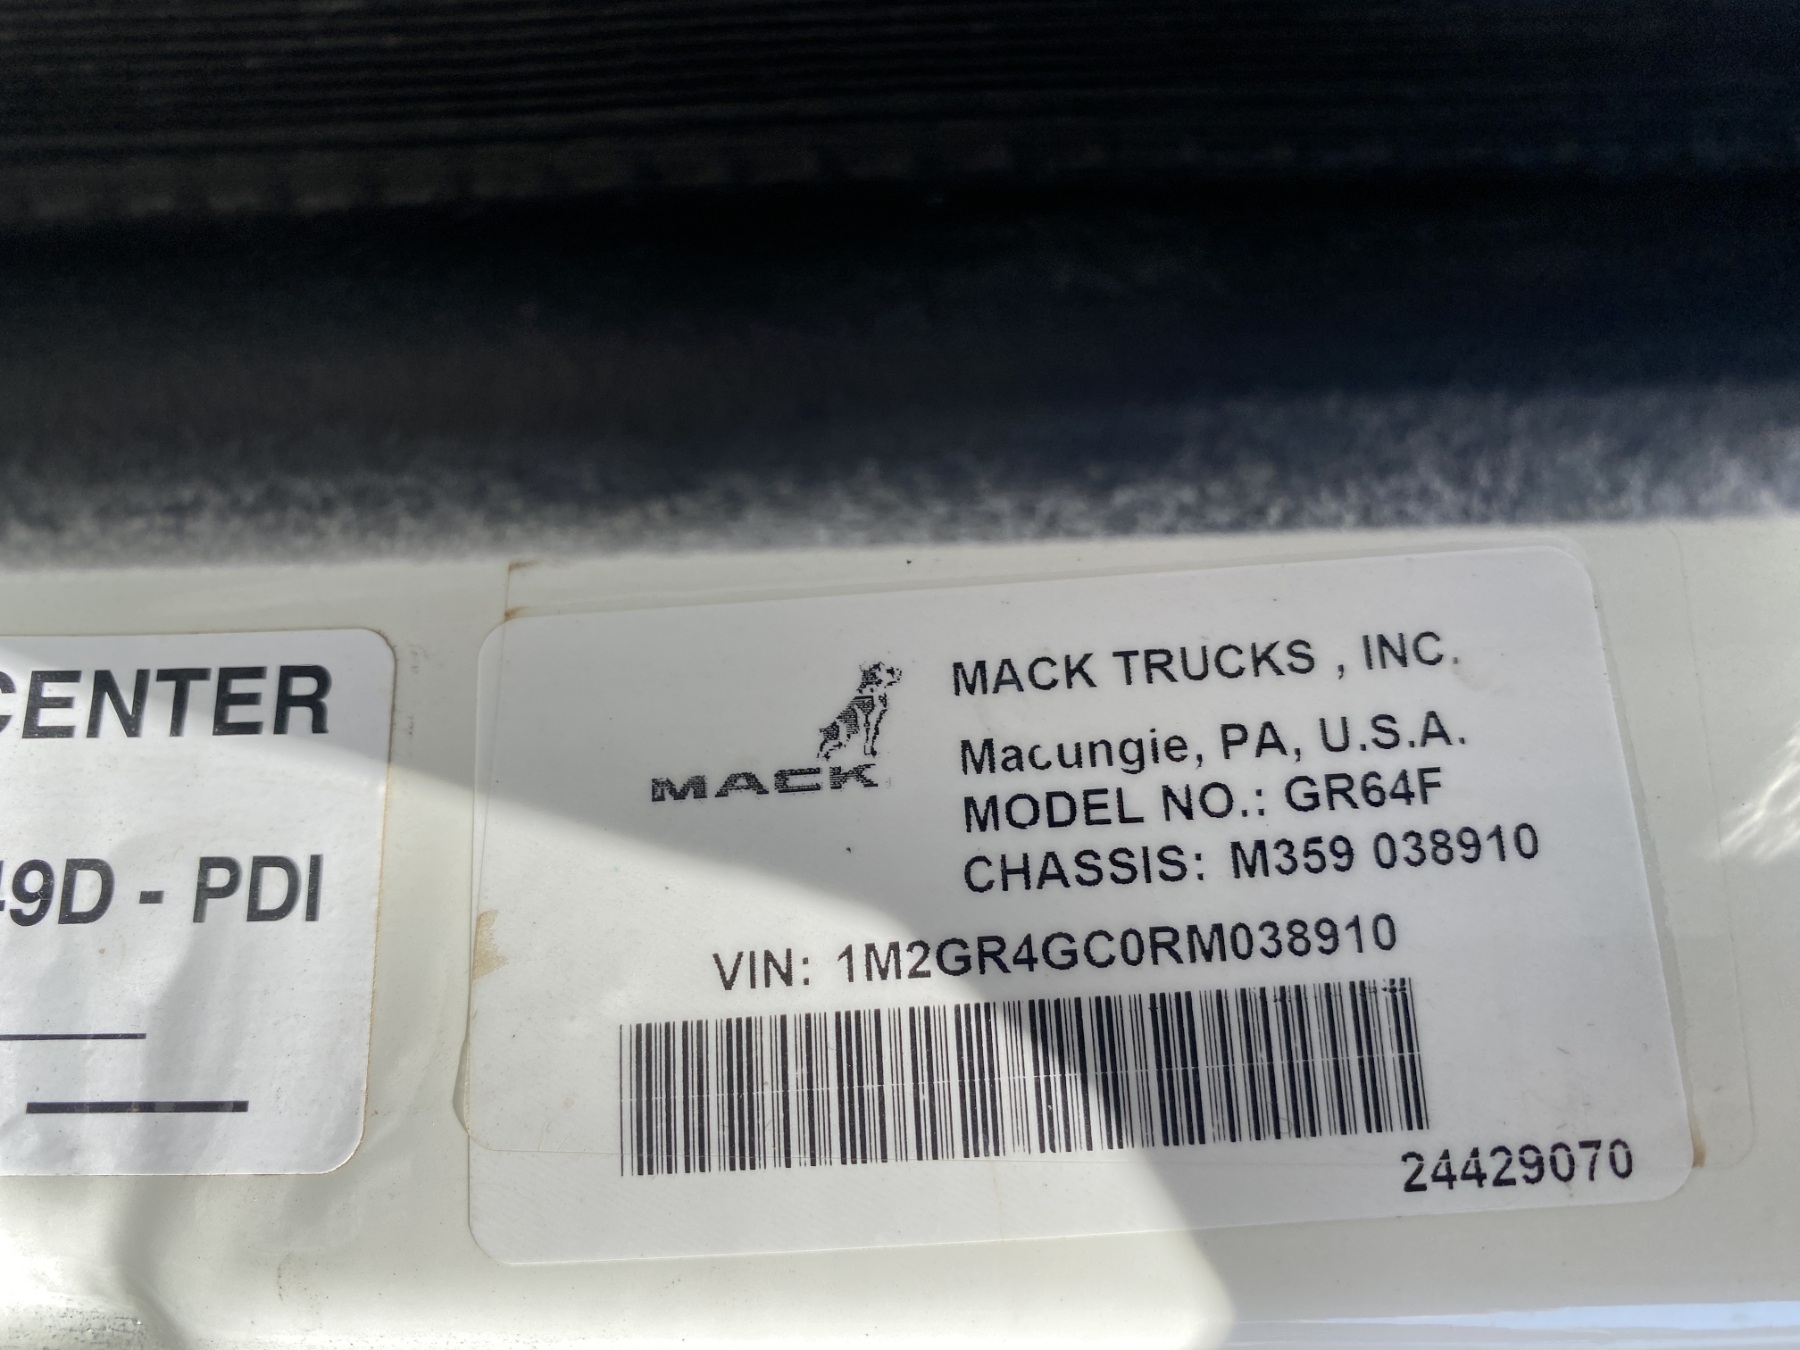 CENTER
49D - PDI
MACK
MACK TRUCKS , INC.
Macungie, PA, U.S.A.
MODEL NO.: GR64F
CHASSIS: M359 038910
VIN: 1M2GR4GC0RM038910
24429070